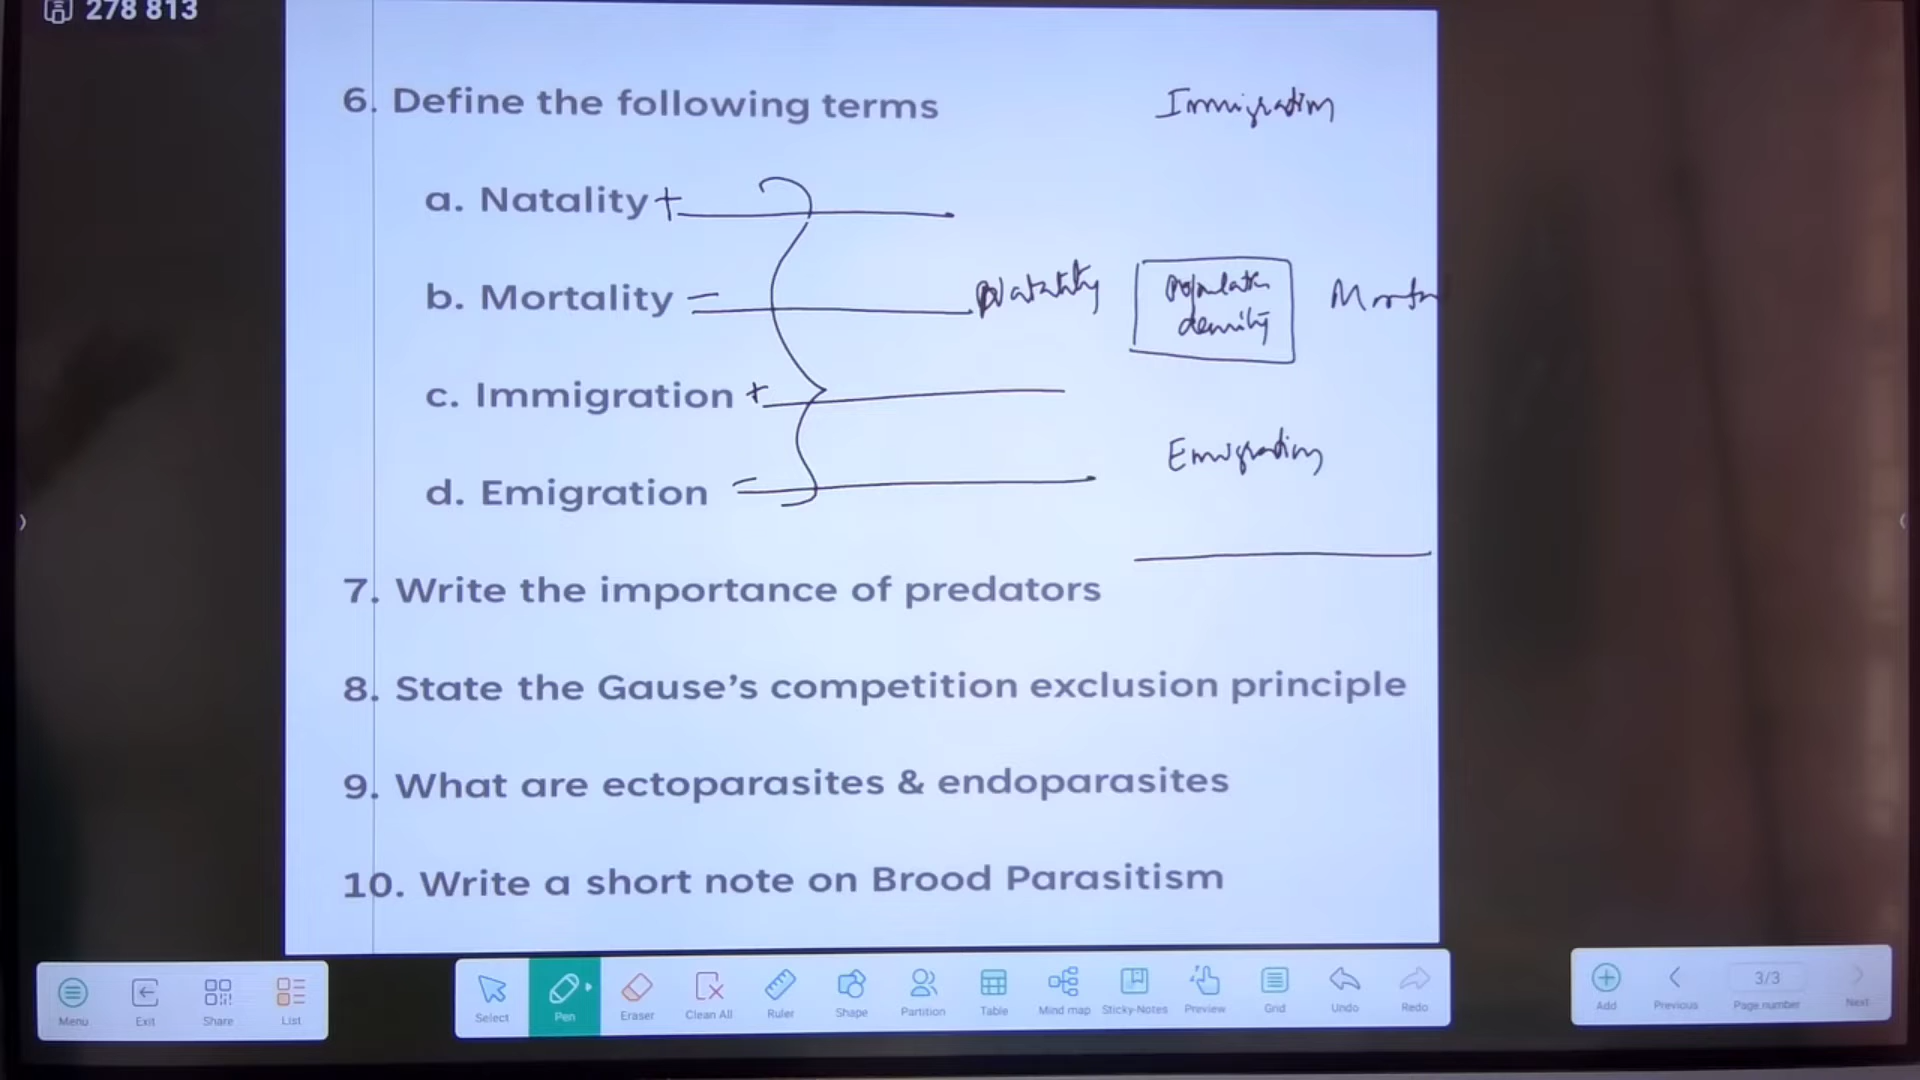 278 813
6. Define the following terms
Immigration
a. Natality +
b. Mortality -
Natality
Population density
c. Immigration +
Emigration
d. Emigration -
7. Write the importance of predators
8. State the Gause's competition exclusion principle
9. What are ectoparasites & endoparasites
10. Write a short note on Brood Parasitism
Menu Exit Share List
Select Pen Eraser Clean All Ruler Shape Partition Table Mind map Sticky-Notes Preview Grid Undo Redo
Add Previous 3/3 Page number Next